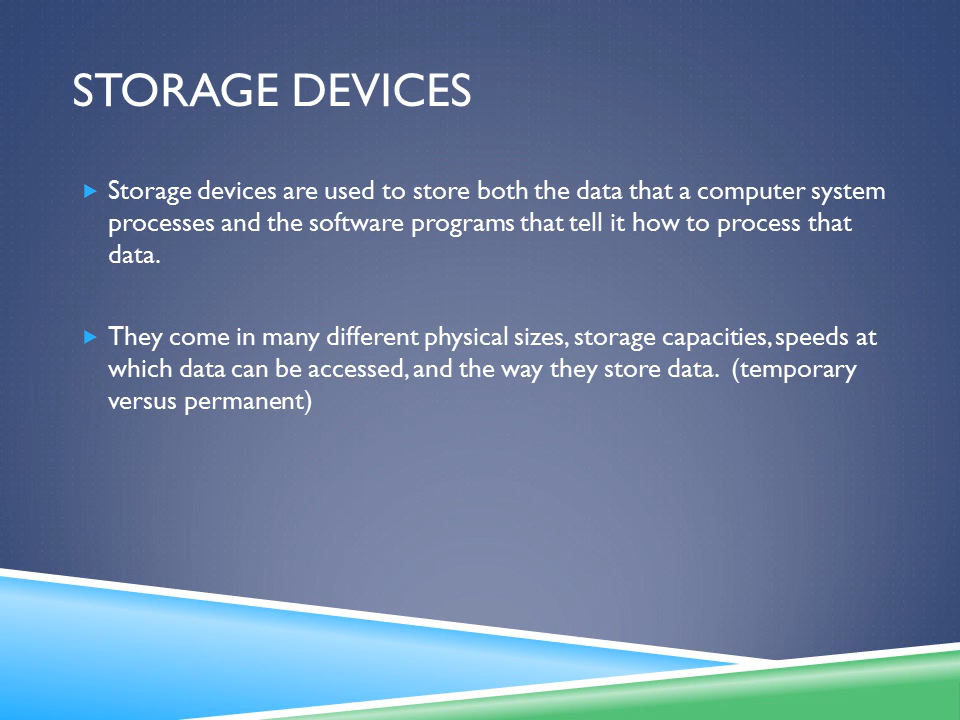 STORAGE DEVICES
Storage devices are used to store both the data that a computer system
processes and the software programs that tell it how to process that
data.
They come in many different physical sizes, storage capacities, speeds at
which data can be accessed, and the way they store data.  (temporary
versus permanent)